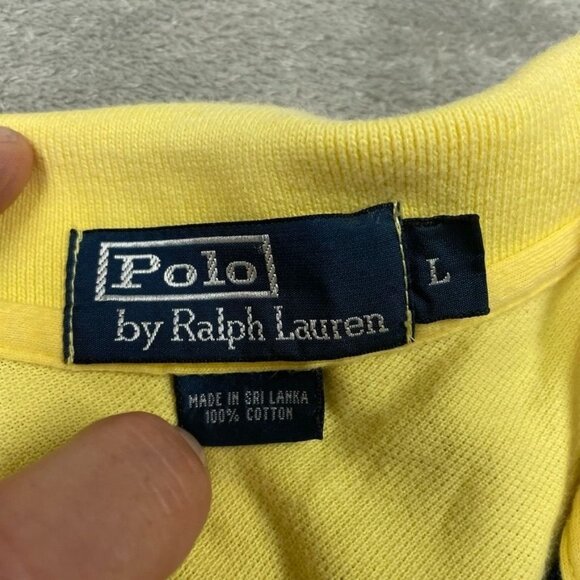 Polo
by Ralph Lauren
L
MADE IN SRI LANKA
100% COTTON